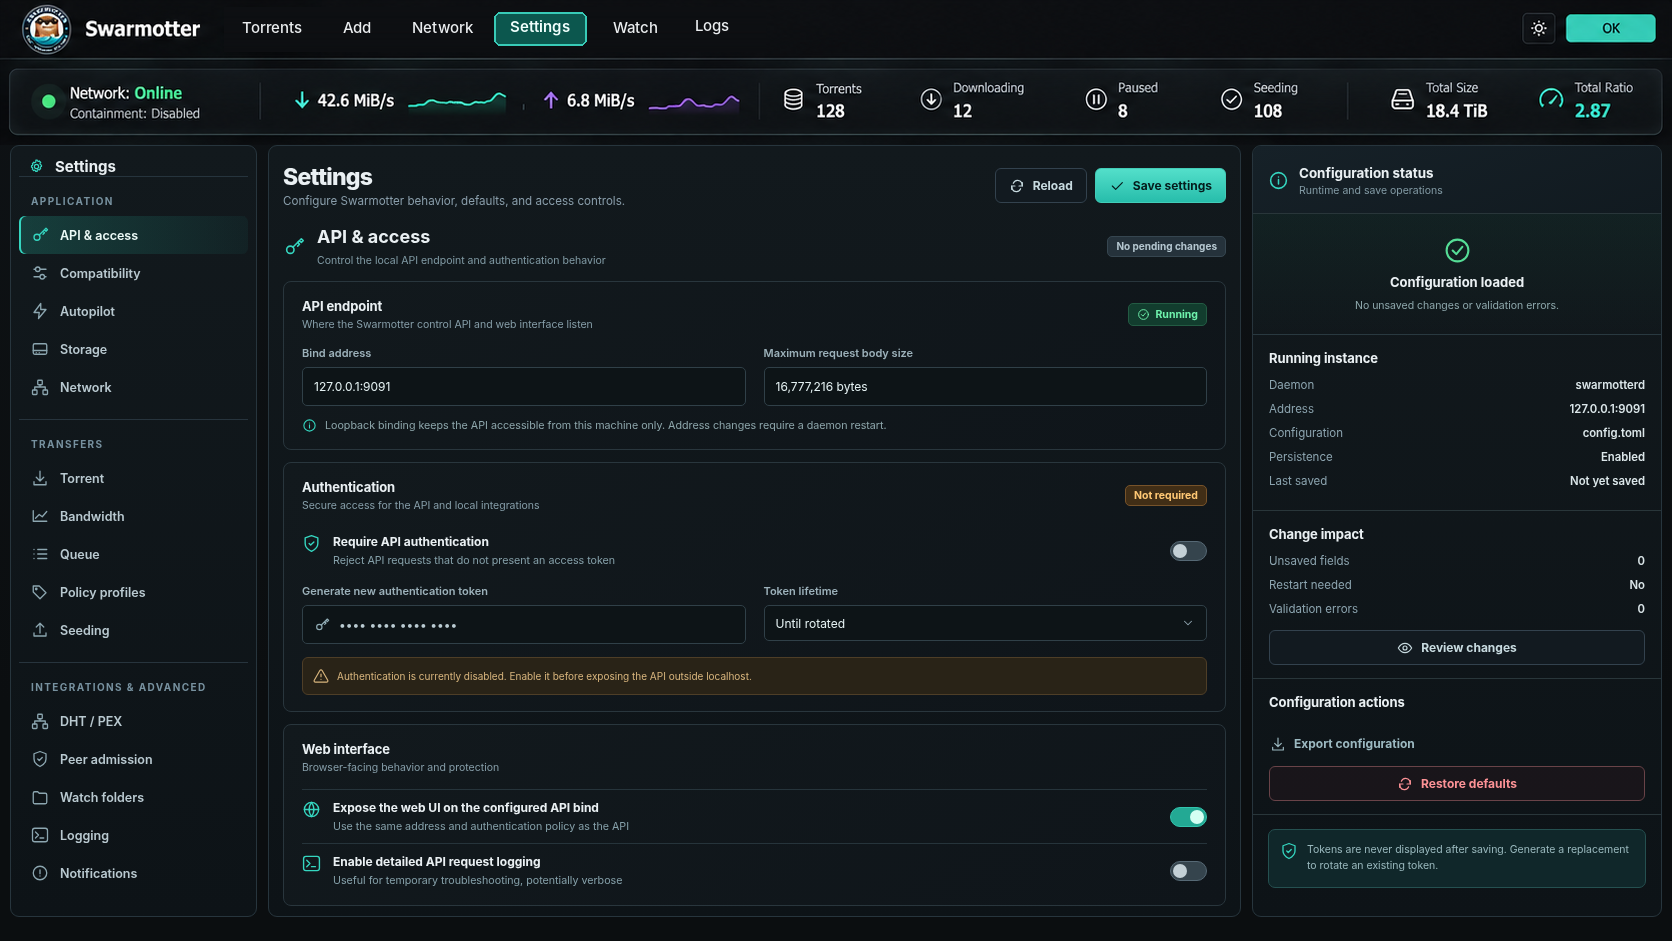 Swarmotter
Torrents
Add
Network
Settings
Watch
Logs
OK
Network: Online
Containment: Disabled
42.6 MiB/s
6.8 MiB/s
Torrents
128
Downloading
12
Paused
8
Seeding
108
Total Size
18.4 TiB
Total Ratio
2.87
Settings
APPLICATION
API & access
Compatibility
Autopilot
Storage
Network
TRANSFERS
Torrent
Bandwidth
Queue
Policy profiles
Seeding
INTEGRATIONS & ADVANCED
DHT / PEX
Peer admission
Watch folders
Logging
Notifications
Settings
Configure Swarmotter behavior, defaults, and access controls.
Reload
Save settings
API & access
Control the local API endpoint and authentication behavior
No pending changes
API endpoint
Where the Swarmotter control API and web interface listen
Running
Bind address
127.0.0.1:9091
Maximum request body size
16,777,216 bytes
Loopback binding keeps the API accessible from this machine only. Address changes require a daemon restart.
Authentication
Secure access for the API and local integrations
Not required
Require API authentication
Reject API requests that do not present an access token
Generate new authentication token
•••• •••• •••• ••••
Token lifetime
Until rotated
Authentication is currently disabled. Enable it before exposing the API outside localhost.
Web interface
Browser-facing behavior and protection
Expose the web UI on the configured API bind
Use the same address and authentication policy as the API
Enable detailed API request logging
Useful for temporary troubleshooting, potentially verbose
Configuration status
Runtime and save operations
Configuration loaded
No unsaved changes or validation errors.
Running instance
Daemon swarmotterd
Address 127.0.0.1:9091
Configuration config.toml
Persistence Enabled
Last saved Not yet saved
Change impact
Unsaved fields 0
Restart needed No
Validation errors 0
Review changes
Configuration actions
Export configuration
Restore defaults
Tokens are never displayed after saving. Generate a replacement
to rotate an existing token.